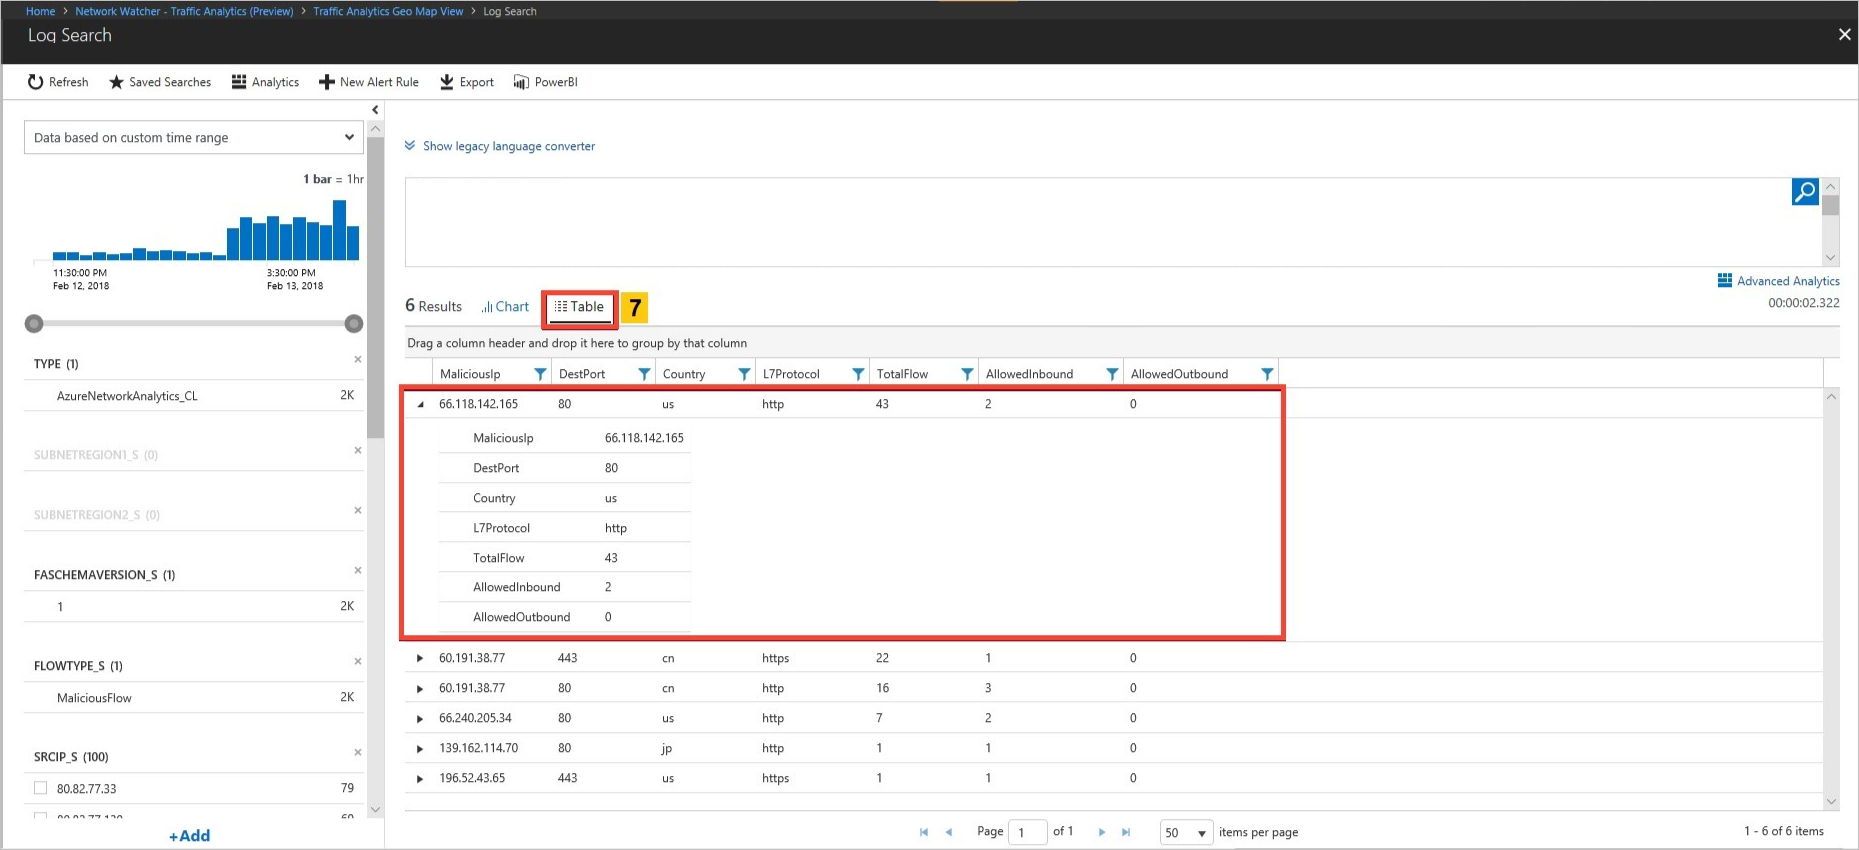 Home > Network Watcher - Traffic Analytics (Preview) > Traffic Analytics Geo Map View > Log Search
Log Search
Refresh Saved Searches Analytics New Alert Rule Export PowerBI
Data based on custom time range
1 bar = 1hr
11:30:00 PM
Feb 12, 2018
3:30:00 PM
Feb 13, 2018
TYPE (1)
AzureNetworkAnalytics_CL 2K
SUBNETREGION1_S (0)
SUBNETREGION2_S (0)
FASCHEMAVERSION_S (1)
1 2K
FLOWTYPE_S (1)
MaliciousFlow 2K
SRCIP_S (100)
80.82.77.33 79
+Add
Show legacy language converter
Advanced Analytics
00:00:02.322
6 Results Chart Table 7
Drag a column header and drop it here to group by that column
MaliciousIp DestPort Country L7Protocol TotalFlow AllowedInbound AllowedOutbound
66.118.142.165 80 us http 43 2 0
MaliciousIp 66.118.142.165
DestPort 80
Country us
L7Protocol http
TotalFlow 43
AllowedInbound 2
AllowedOutbound 0
60.191.38.77 443 cn https 22 1 0
60.191.38.77 80 cn http 16 3 0
66.240.205.34 80 us http 7 2 0
139.162.114.70 80 jp http 1 1 0
196.52.43.65 443 us https 1 1 0
Page 1 of 1 50 items per page 1 - 6 of 6 items